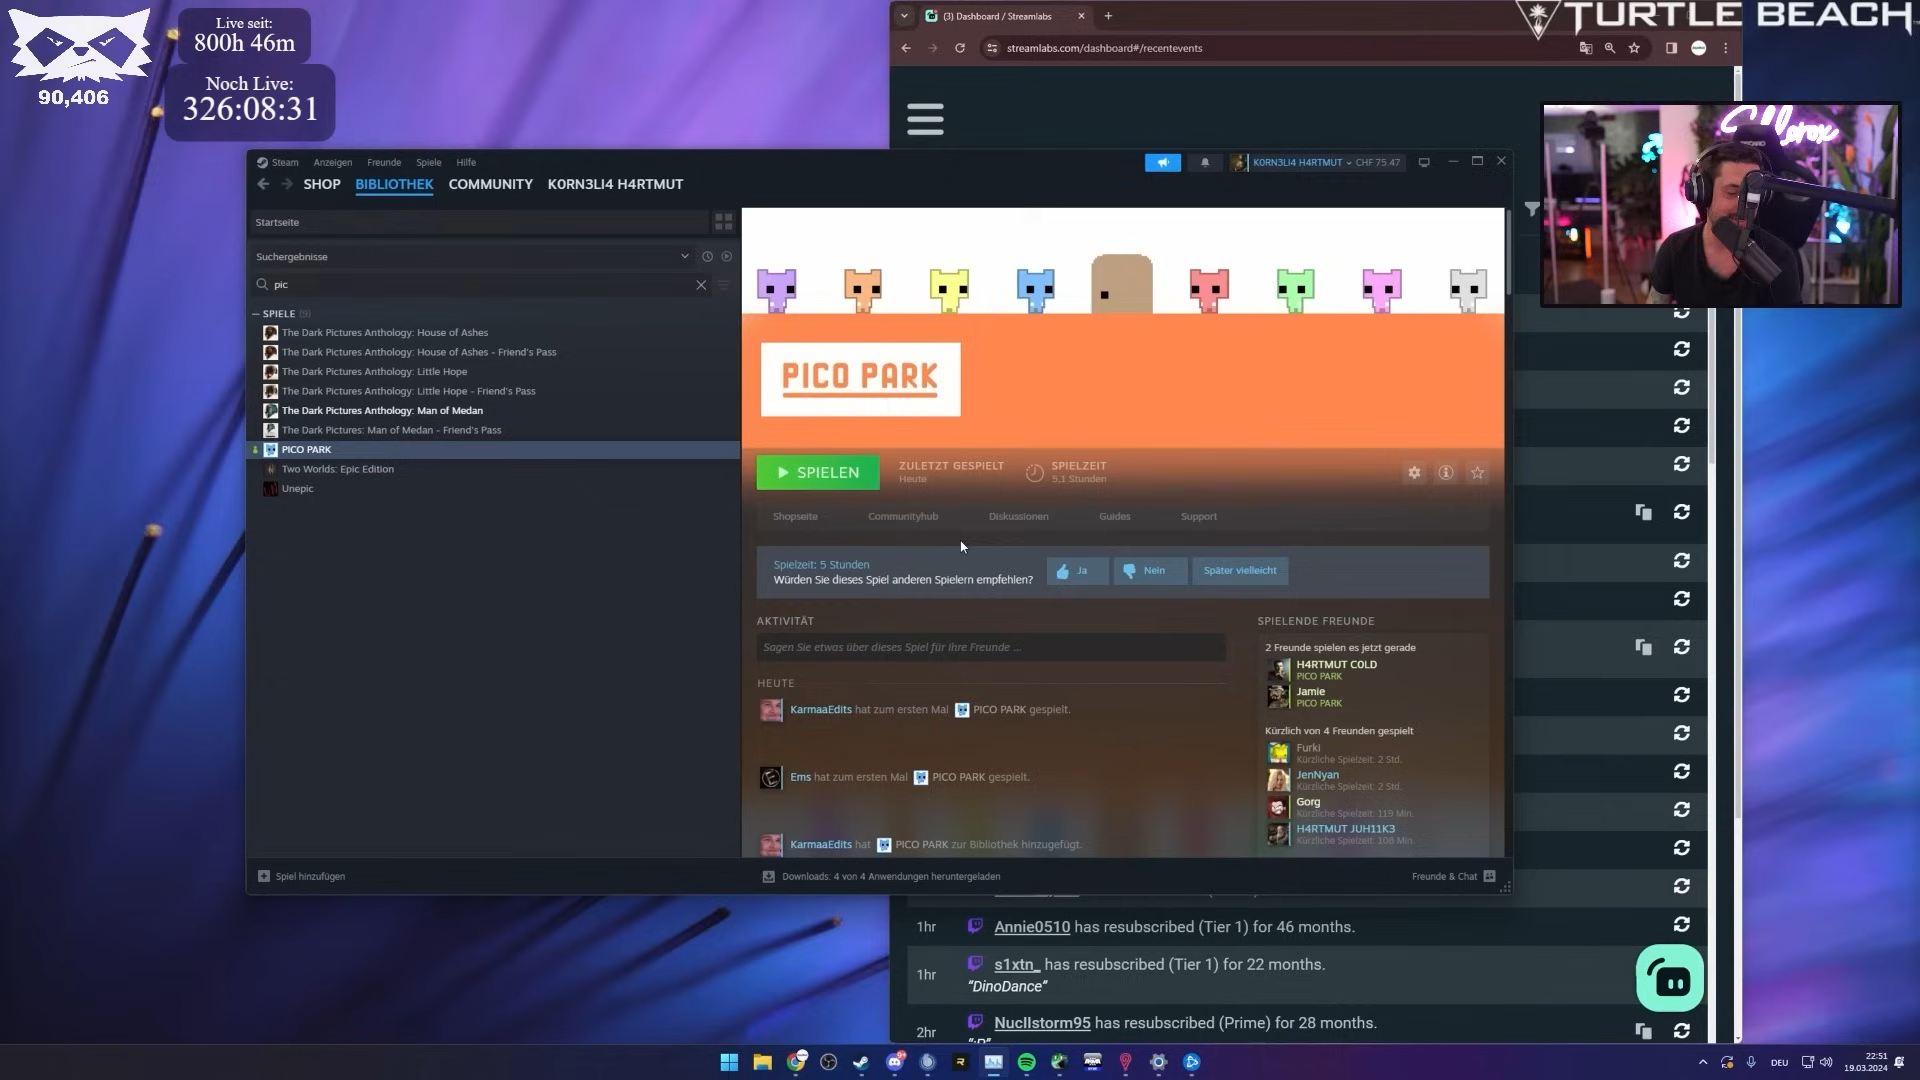 Live seit:
800h 46m
90,406
Noch Live:
326:08:31
(3) Dashboard / Streamlabs
TURTLE BEACH
streamlabs.com/dashboard#/recentevents
Steam Anzeigen Freunde Spiele Hilfe
K0RN3LI4 H4RTMUT CHF 75.47
SHOP BIBLIOTHEK COMMUNITY K0RN3LI4 H4RTMUT
Startseite
Suchergebnisse
pic
SPIELE (9)
The Dark Pictures Anthology: House of Ashes
The Dark Pictures Anthology: House of Ashes - Friend's Pass
The Dark Pictures Anthology: Little Hope
The Dark Pictures Anthology: Little Hope - Friend's Pass
The Dark Pictures Anthology: Man of Medan
The Dark Pictures: Man of Medan - Friend's Pass
PICO PARK
Two Worlds: Epic Edition
Unepic
PICO PARK
SPIELEN
ZULETZT GESPIELT
Heute
SPIELZEIT
5,1 Stunden
Shopseite Communityhub Diskussionen Guides Support
Spielzeit: 5 Stunden
Würden Sie dieses Spiel anderen Spielern empfehlen?
Ja Nein Später vielleicht
AKTIVITÄT
Sagen Sie etwas über dieses Spiel für Ihre Freunde ...
HEUTE
KarmaaEdits hat zum ersten Mal PICO PARK gespielt.
Ems hat zum ersten Mal PICO PARK gespielt.
KarmaaEdits hat PICO PARK zur Bibliothek hinzugefügt.
SPIELENDE FREUNDE
2 Freunde spielen es jetzt gerade
H4RTMUT C0LD
PICO PARK
Jamie
PICO PARK
Kürzlich von 4 Freunden gespielt
Furki
Kürzliche Spielzeit: 2 Std.
JenNyan
Kürzliche Spielzeit: 2 Std.
Gorg
Kürzliche Spielzeit: 119 Min.
H4RTMUT JUH11K3
Kürzliche Spielzeit: 108 Min.
Spiel hinzufügen
Downloads: 4 von 4 Anwendungen heruntergeladen
Freunde & Chat
1hr Annie0510 has resubscribed (Tier 1) for 46 months.
1hr s1xtn_ has resubscribed (Tier 1) for 22 months.
"DinoDance"
2hr Nucllstorm95 has resubscribed (Prime) for 28 months.
DEU
22:51
19.03.2024